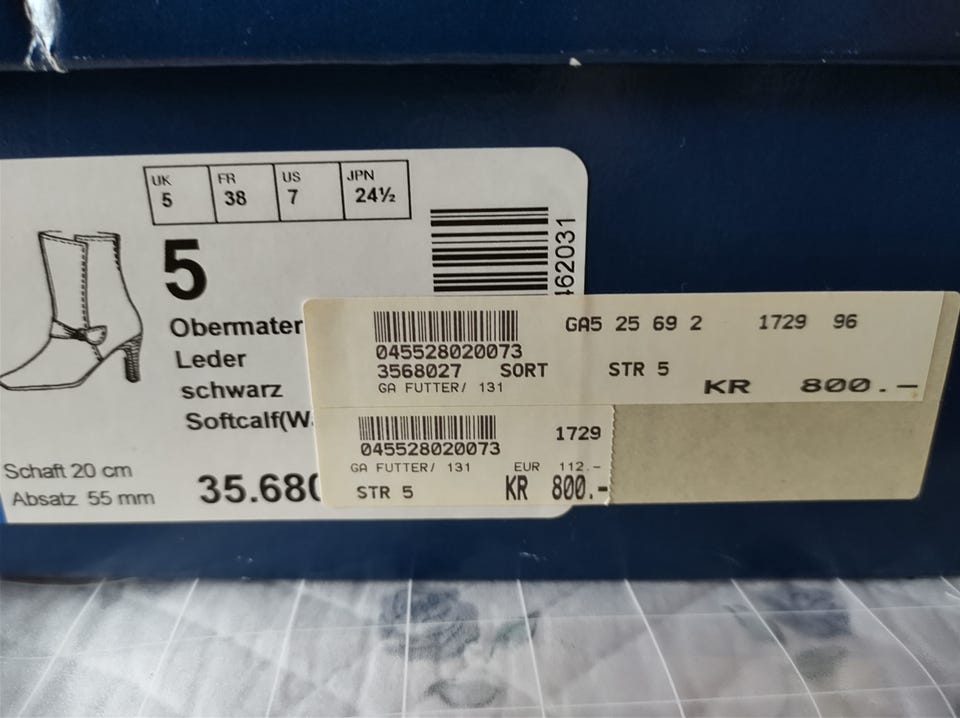 UK FR US JPN
5 38 7 24½
5
Obermater
Leder
schwarz
Softcalf(W
Schaft 20 cm
Absatz 55 mm
35.680
462031
GA5 25 69 2 1729 96
045528020073
3568027 SORT STR 5
GA FUTTER/ 131
KR 800.-
045528020073
1729
GA FUTTER/ 131 EUR 112.-
STR 5 KR 800.-